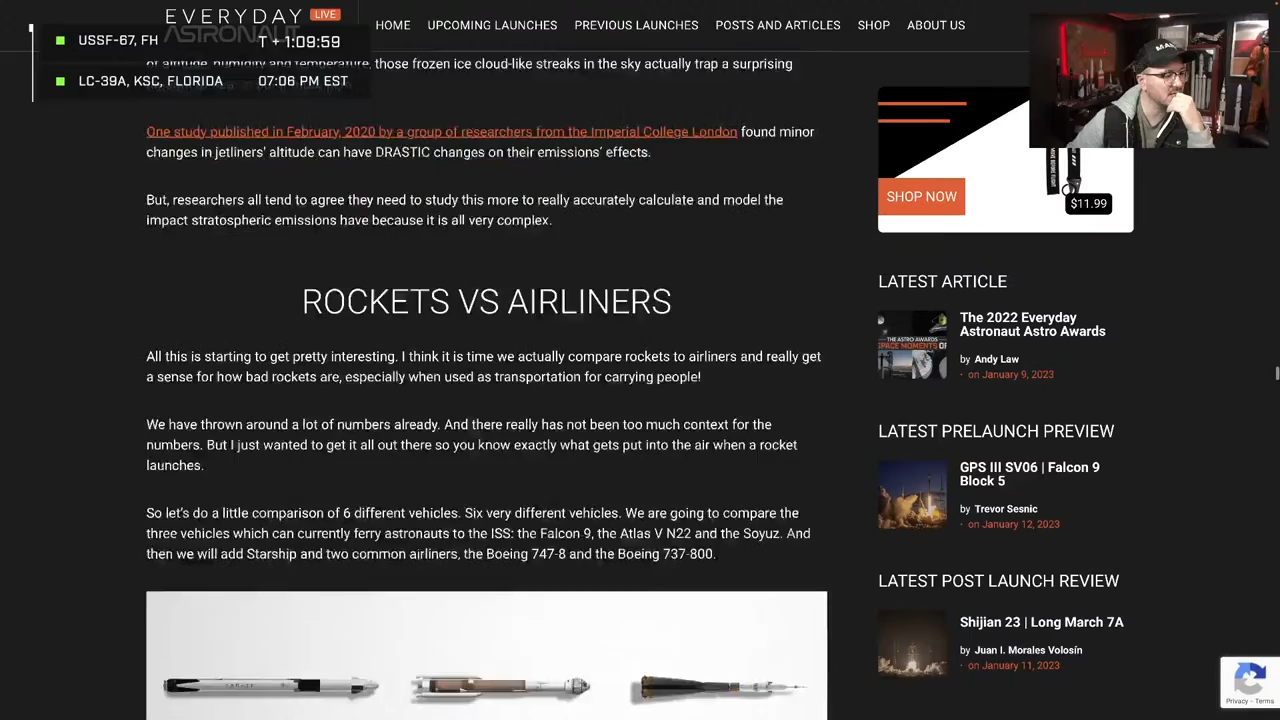 EVERYDAY LIVE
ASTRONAUT
HOME UPCOMING LAUNCHES PREVIOUS LAUNCHES POSTS AND ARTICLES SHOP ABOUT US
USSF-67, FH T + 1:09:59
LC-39A, KSC, FLORIDA 07:06 PM EST
of altitude, humidity and temperature, those frozen ice cloud-like streaks in the sky actually trap a surprising
One study published in February, 2020 by a group of researchers from the Imperial College London found minor
changes in jetliners' altitude can have DRASTIC changes on their emissions' effects.
But, researchers all tend to agree they need to study this more to really accurately calculate and model the
impact stratospheric emissions have because it is all very complex.
ROCKETS VS AIRLINERS
All this is starting to get pretty interesting. I think it is time we actually compare rockets to airliners and really get
a sense for how bad rockets are, especially when used as transportation for carrying people!
We have thrown around a lot of numbers already. And there really has not been too much context for the
numbers. But I just wanted to get it all out there so you know exactly what gets put into the air when a rocket
launches.
So let's do a little comparison of 6 different vehicles. Six very different vehicles. We are going to compare the
three vehicles which can currently ferry astronauts to the ISS: the Falcon 9, the Atlas V N22 and the Soyuz. And
then we will add Starship and two common airliners, the Boeing 747-8 and the Boeing 737-800.
SHOP NOW
$11.99
LATEST ARTICLE
The 2022 Everyday
Astronaut Astro Awards
by Andy Law
· on January 9, 2023
THE ASTRO AWARDS
SPACE MOMENTS OF
LATEST PRELAUNCH PREVIEW
GPS III SV06 | Falcon 9
Block 5
by Trevor Sesnic
· on January 12, 2023
LATEST POST LAUNCH REVIEW
Shijian 23 | Long March 7A
by Juan I. Morales Volosín
· on January 11, 2023
Privacy - Terms